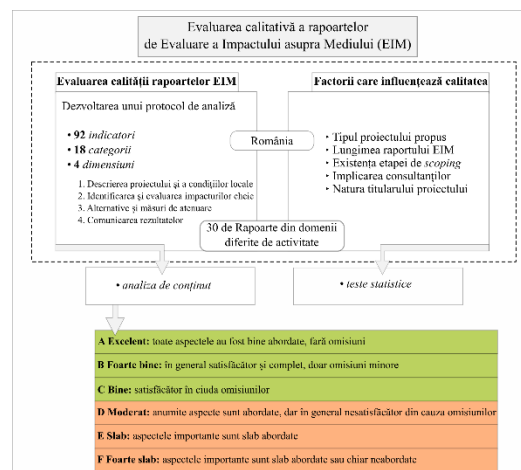 Evaluarea calitativă a rapoartelor
de Evaluare a Impactului asupra Mediului (EIM)
Evaluarea calității rapoartelor EIM
Dezvoltarea unui protocol de analiză
• 92 indicatori
• 18 categorii
• 4 dimensiuni
1. Descrierea proiectului și a condițiilor locale
2. Identificarea și evaluarea impacturilor cheie
3. Alternative și măsuri de atenuare
4. Comunicarea rezultatelor
România
Factorii care influențează calitatea
• Tipul proiectului propus
• Lungimea raportului EIM
• Existența etapei de scoping
• Implicarea consultanților
• Natura titularului proiectului
30 de Rapoarte din domenii
diferite de activitate
• analiza de conținut
• teste statistice
A Excelent: toate aspectele au fost bine abordate, fară omisiuni
B Foarte bine: în general satisfăcător și complet, doar omisiuni minore
C Bine: satisfăcător în ciuda omisiunilor
D Moderat: anumite aspecte sunt abordate, dar în general nesatisfăcător din cauza omisiunilor
E Slab: aspectele importante sunt slab abordate
F Foarte slab: aspectele importante sunt slab abordate sau chiar neabordate